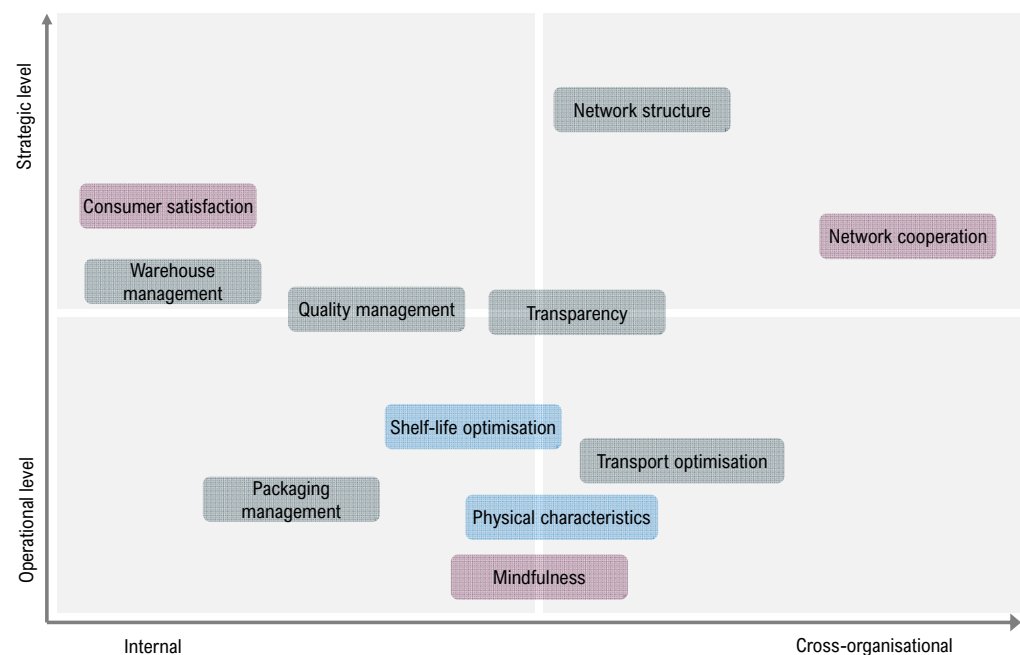 Strategic level
Network structure
Consumer satisfaction
Network cooperation
Warehouse
management
Quality management
Transparency
Shelf-life optimisation
Transport optimisation
Packaging
management
Physical characteristics
Mindfulness
Operational level
Internal
Cross-organisational